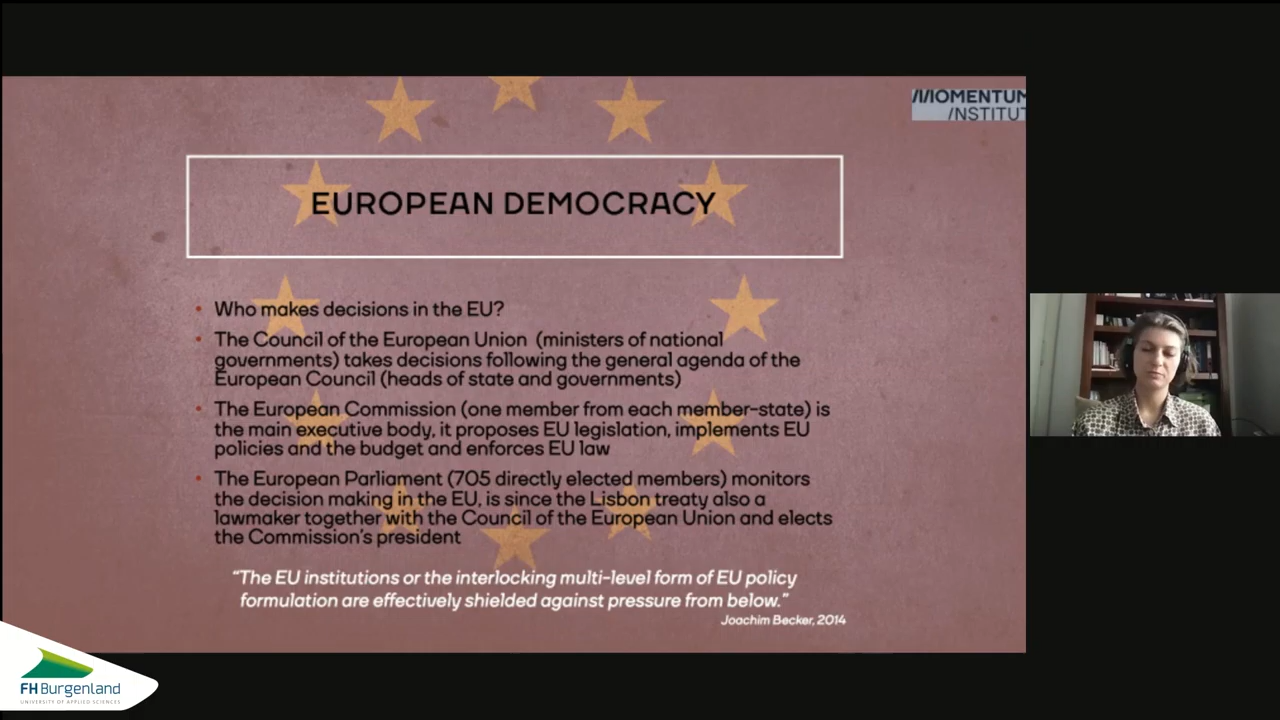 MOMENTUM
INSTITUT
EUROPEAN DEMOCRACY
• Who makes decisions in the EU?
• The Council of the European Union (ministers of national
governments) takes decisions following the general agenda of the
European Council (heads of state and governments)
• The European Commission (one member from each member-state) is
the main executive body, it proposes EU legislation, implements EU
policies and the budget and enforces EU law
• The European Parliament (705 directly elected members) monitors
the decision making in the EU, is since the Lisbon treaty also a
lawmaker together with the Council of the European Union and elects
the Commission's president
"The EU institutions or the interlocking multi-level form of EU policy
formulation are effectively shielded against pressure from below."
Joachim Becker, 2014
FH Burgenland
UNIVERSITY OF APPLIED SCIENCES